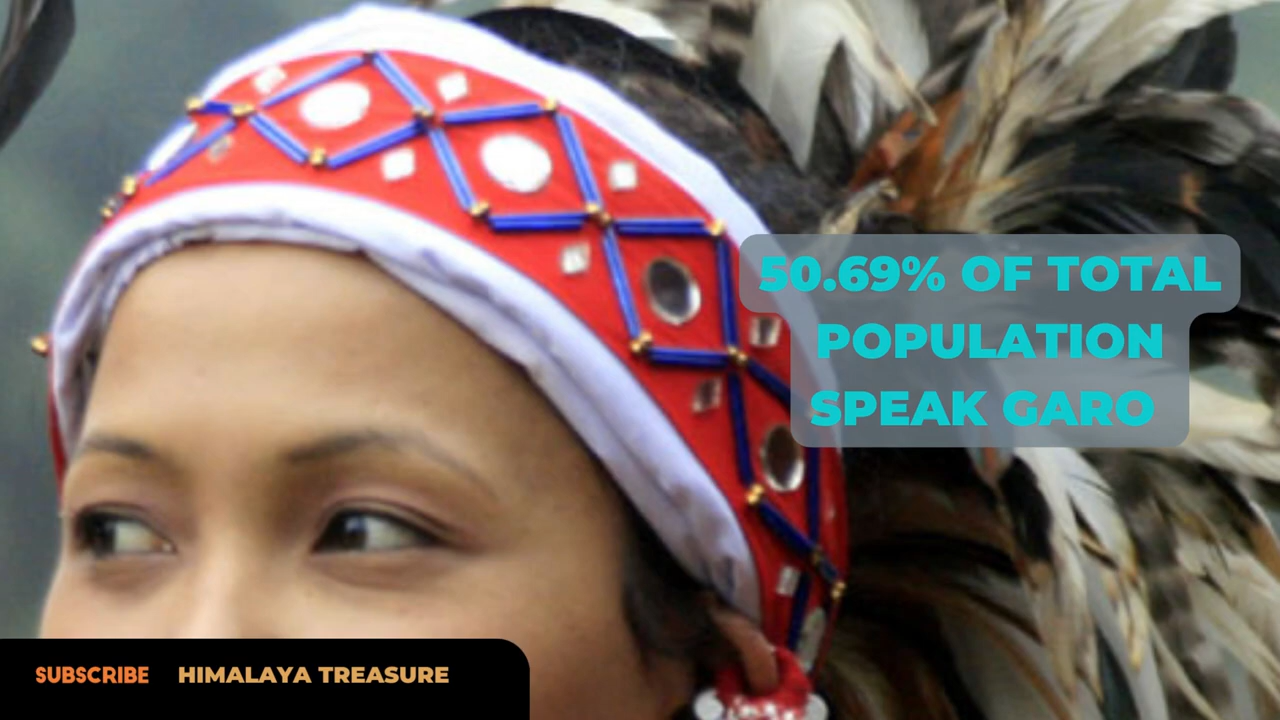 50.69% OF TOTAL
POPULATION
SPEAK GARO
SUBSCRIBE HIMALAYA TREASURE